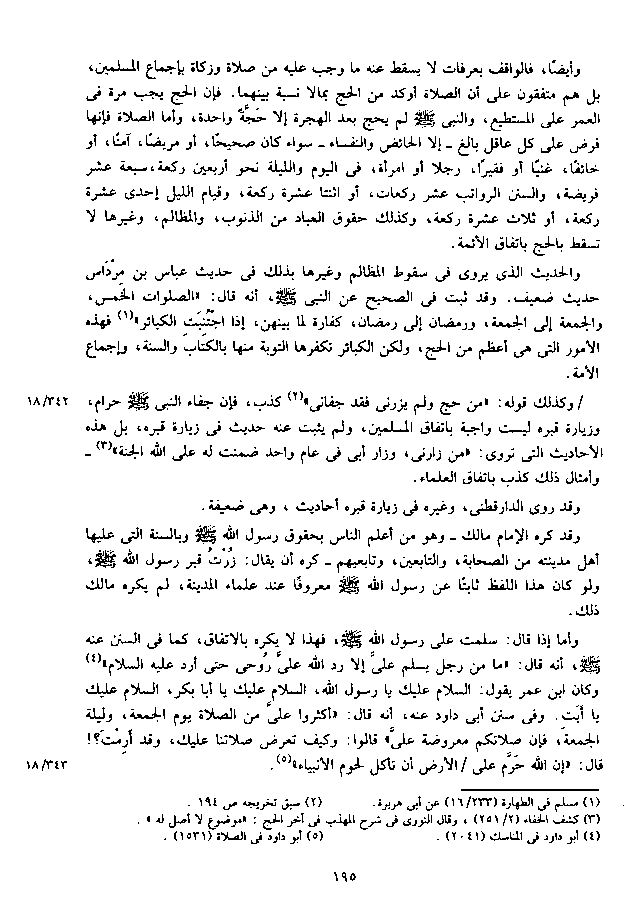 وأيضًا، فالواقف بعرفات لا يسقط عنه ما وجب عليه من صلاة وزكاة بإجماع المسلمين،
بل هم متفقون على أن الصلاة أوكد من الحج بمالا نسبة بينهما. فإن الحج يجب مرة فى
العمر على المستطيع، والنبي ﷺ لم يحج بعد الهجرة إلا حَجَّةً واحدة، وأما الصلاة فإنها
فرض على كل عاقل بالغ ـ إلا الحائض والنفساء ـ سواء كان صحيحًا، أو مريضًا، آمنًا، أو
خائفًا، غنيًا أو فقيرًا، رجلا أو امرأة، فى اليوم والليلة نحو أربعين ركعة،سبعة عشر
فريضة، والسنن الرواتب عشر ركعات، أو اثنتا عشرة ركعة، وقيام الليل إحدى عشرة
ركعة، أو ثلاث عشرة ركعة، وكذلك حقوق العباد من الذنوب، والمظالم، وغيرها لا
تسقط بالحج باتفاق الأئمة.
والحديث الذى يروى فى سقوط المظالم وغيرها بذلك فى حديث عباس بن مِرْدَاس
حديث ضعيف. وقد ثبت فى الصحيح عن النبى ﷺ، أنه قال: «الصلوات الخمس،
والجمعة إلى الجمعة، ورمضان إلى رمضان، كفارة لما بينهن، إذا اجْتُنِبَتِ الكبائر»(١) فهذه
الأمور التى هى أعظم من الحج، ولكن الكبائر تكفرها التوبة منها بالكتاب والسنة، وإجماع
الأمة.
/ وكذلك قوله: «من حج ولم يزرنى فقد جفانى»(٢) كذب، فإن جفاء النبى ﷺ حرام، ١٨/٣٤٢
وزيارة قبره ليست واجبة باتفاق المسلمين، ولم يثبت عنه حديث فى زيارة قبره، بل هذه
الأحاديث التى تروى: «من زارنى، وزار أبى فى عام واحد ضمنت له على الله الجنة»(٣) ـ
وأمثال ذلك كذب باتفاق العلماء.
وقد روى الدارقطنى، وغيره فى زيارة قبره أحاديث ، وهى ضعيفة.
وقد كره الإمام مالك ـ وهو من أعلم الناس بحقوق رسول الله ﷺ وبالسنة التى عليها
أهل مدينته من الصحابة، والتابعين، وتابعيهم ـ كره أن يقال: زُرْتُ قبر رسول الله ﷺ،
ولو كان هذا اللفظ ثابتًا عن رسول الله ﷺ معروفًا عند علماء المدينة، لم يكره مالك
ذلك.
وأما إذا قال: سلمت على رسول الله ﷺ، فهذا لا يكره بالاتفاق، كما فى السنن عنه
ﷺ، أنه قال: «ما من رجل يسلم علىَّ إلا رد الله علىَّ رُوحى حتى أرد عليه السلام»(٤)
وكان ابن عمر يقول: السلام عليك يا رسول الله، السلام عليك يا أبا بكر، السلام عليك
يا أبَتِ. وفى سنن أبى داود عنه، أنه قال: «أكثروا علىَّ من الصلاة يوم الجمعة، وليلة
الجمعة، فإن صلاتكم معروضة علىَّ» قالوا: وكيف تعرض صلاتنا عليك، وقد أرِمْتَ؟!
قال: «إن الله حَرَّم على /الأرض أن تأكل لحوم الأنبياء»(٥). ١٨/٣٤٣
(١) مسلم فى الطهارة (١٦/٢٣٣) عن أبى هريرة. (٢) سبق تخريجه ص ١٩٤ .
(٣) كشف الخفاء (٢/ ٢٥١) ، وقال النووى فى شرح المهذب فى آخر الحج : «موضوع لا أصل له » .
(٤) أبو داود فى المناسك (٢٠٤١) . (٥) أبو داود فى الصلاة (١٥٣١) .
١٩٥